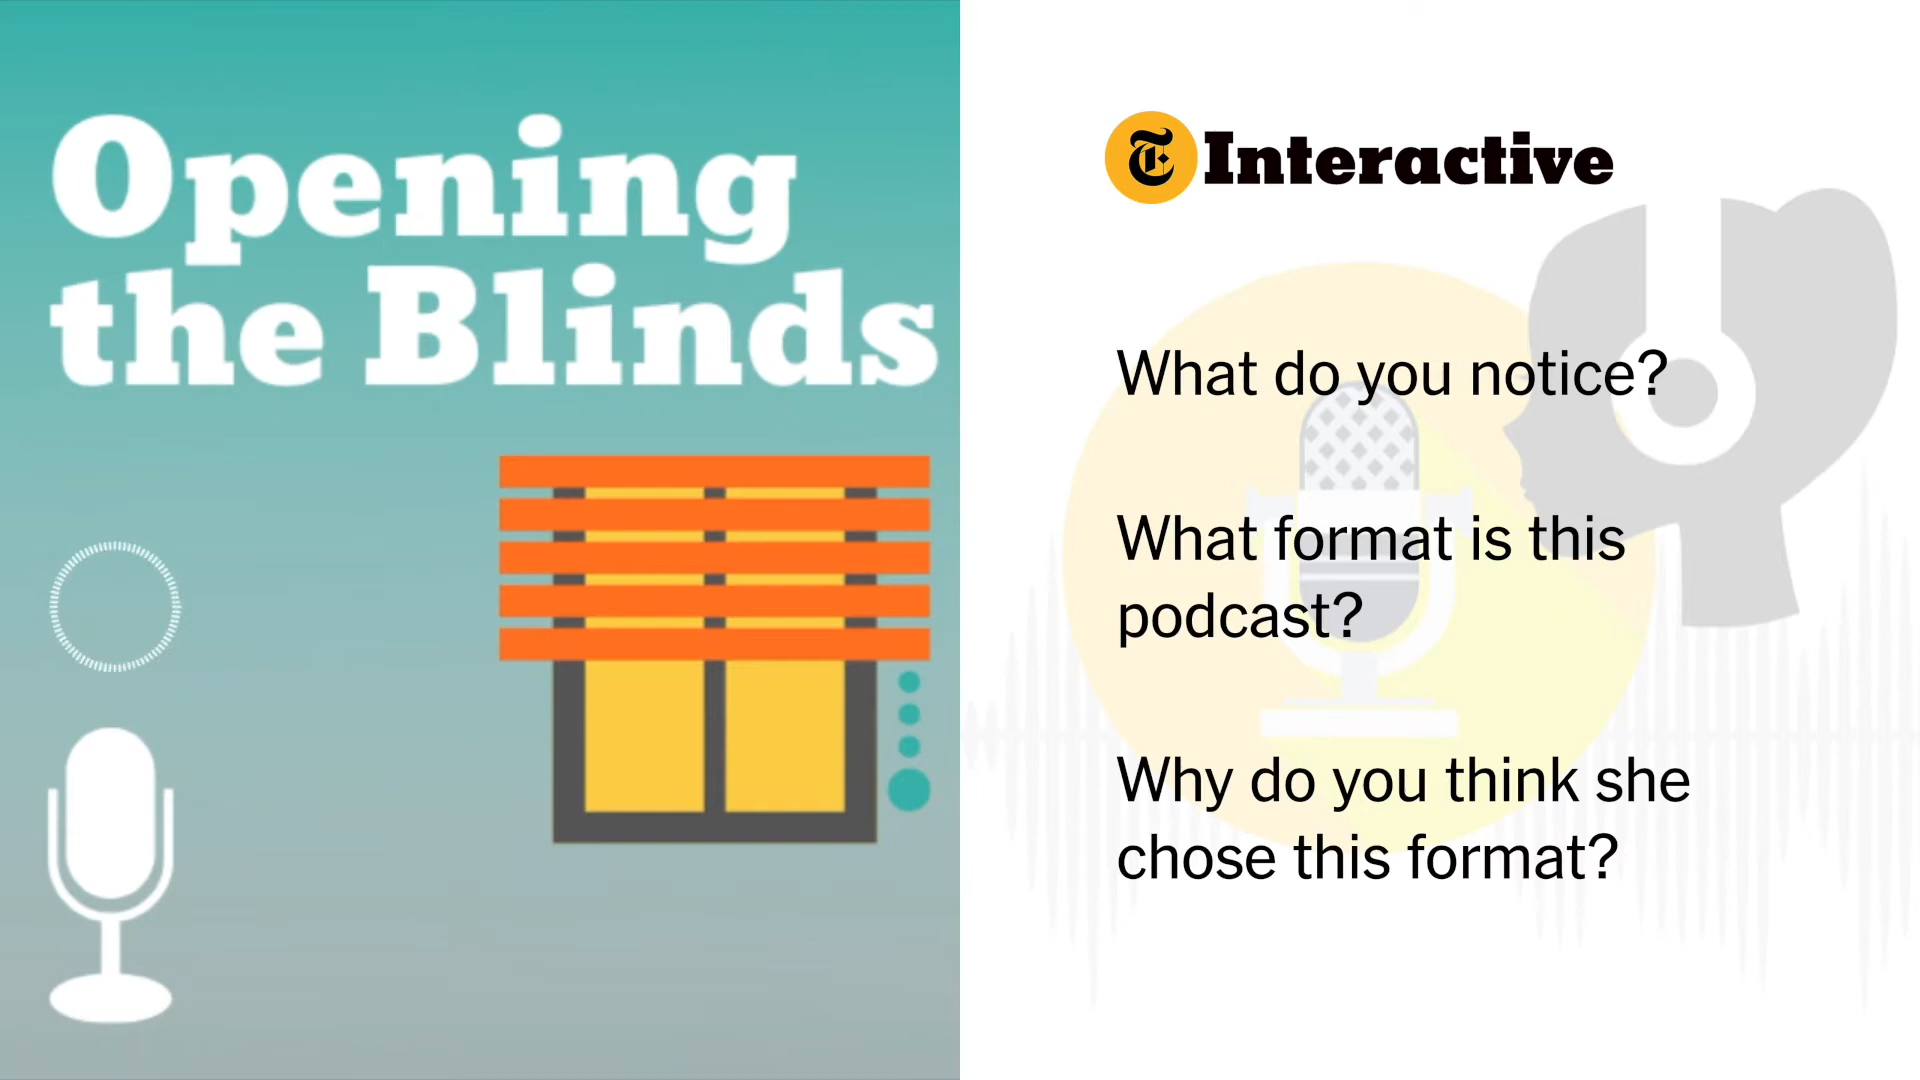 Opening
the Blinds
T Interactive
What do you notice?
What format is this
podcast?
Why do you think she
chose this format?